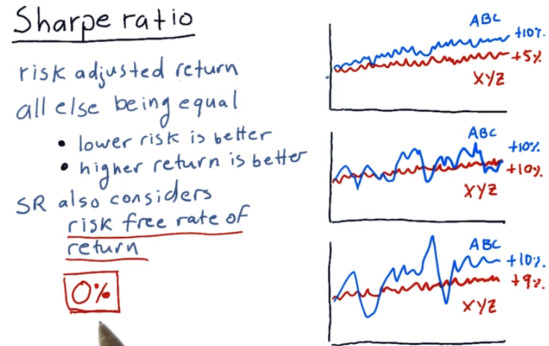 Sharpe ratio
risk adjusted return
all else being equal
• lower risk is better
• higher return is better
SR also considers
risk free rate of
return
0%
ABC
+10%
+5%
XYZ
ABC
+10%
+10%
XYZ
ABC
+10%
+9%
XYZ